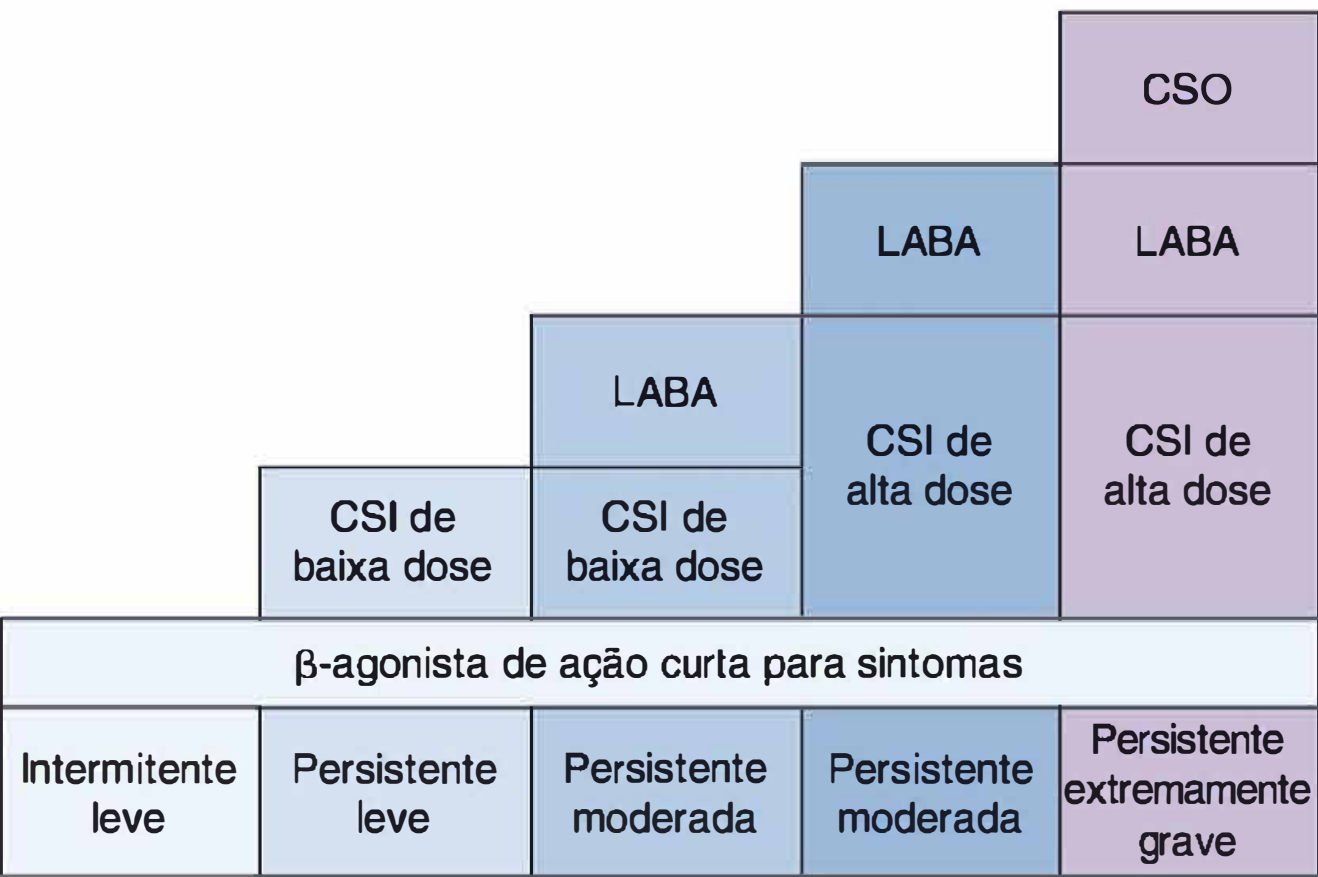 CSO
LABA
LABA
LABA
CSI de
alta dose
CSI de
alta dose
CSI de
baixa dose
CSI de
baixa dose
β-agonista de ação curta para sintomas
Intermitente
leve
Persistente
leve
Persistente
moderada
Persistente
moderada
Persistente
extremamente
grave